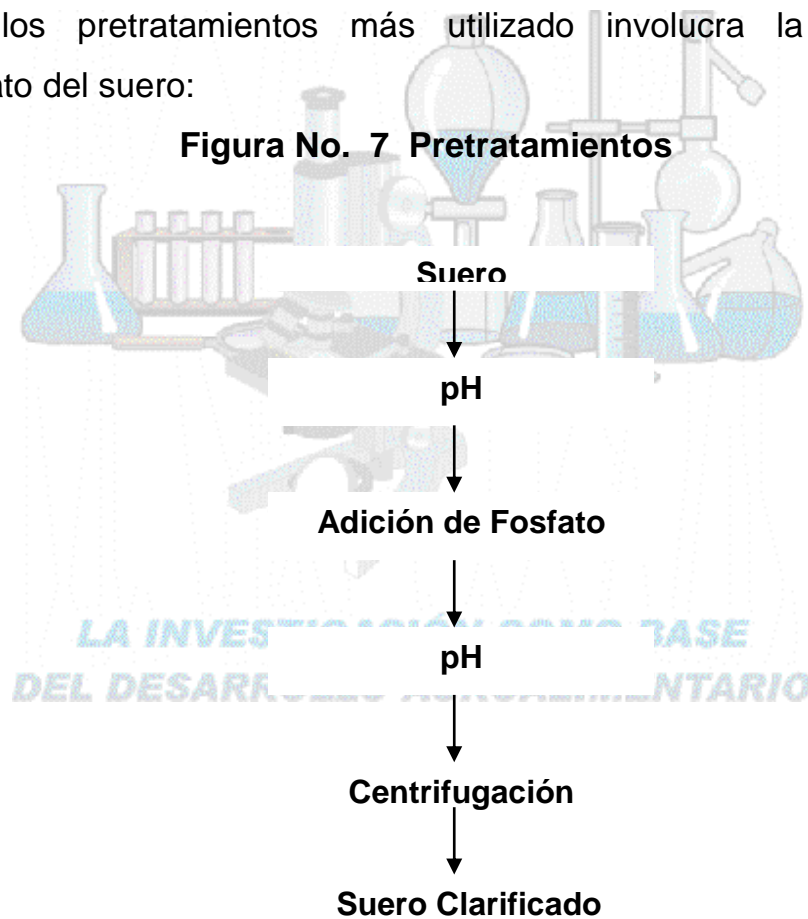 los pretratamientos más utilizado involucra la
ato del suero:
Figura No. 7 Pretratamientos
Suero
pH
Adición de Fosfato
LA INVES BASE
pH
DEL DESARR NTARIO
Centrifugación
Suero Clarificado